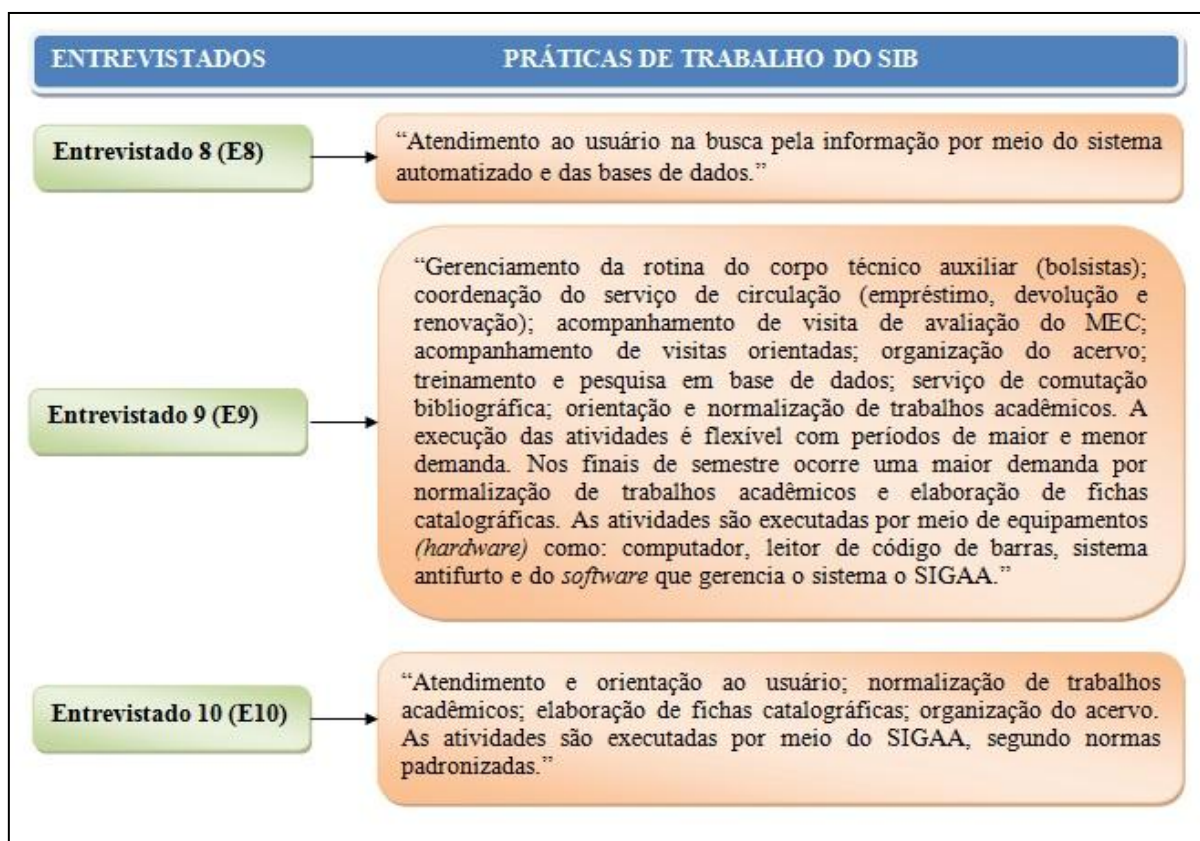 ENTREVISTADOS PRÁTICAS DE TRABALHO DO SIB
Entrevistado 8 (E8)
“Atendimento ao usuário na busca pela informação por meio do sistema
automatizado e das bases de dados.”
Entrevistado 9 (E9)
“Gerenciamento da rotina do corpo técnico auxiliar (bolsistas);
coordenação do serviço de circulação (empréstimo, devolução e
renovação); acompanhamento de visita de avaliação do MEC;
acompanhamento de visitas orientadas; organização do acervo;
treinamento e pesquisa em base de dados; serviço de comutação
bibliográfica; orientação e normalização de trabalhos acadêmicos. A
execução das atividades é flexível com períodos de maior e menor
demanda. Nos finais de semestre ocorre uma maior demanda por
normalização de trabalhos acadêmicos e elaboração de fichas
catalográficas. As atividades são executadas por meio de equipamentos
(hardware) como: computador, leitor de código de barras, sistema
antifurto e do software que gerencia o sistema o SIGAA.”
Entrevistado 10 (E10)
“Atendimento e orientação ao usuário; normalização de trabalhos
acadêmicos; elaboração de fichas catalográficas; organização do acervo.
As atividades são executadas por meio do SIGAA, segundo normas
padronizadas.”